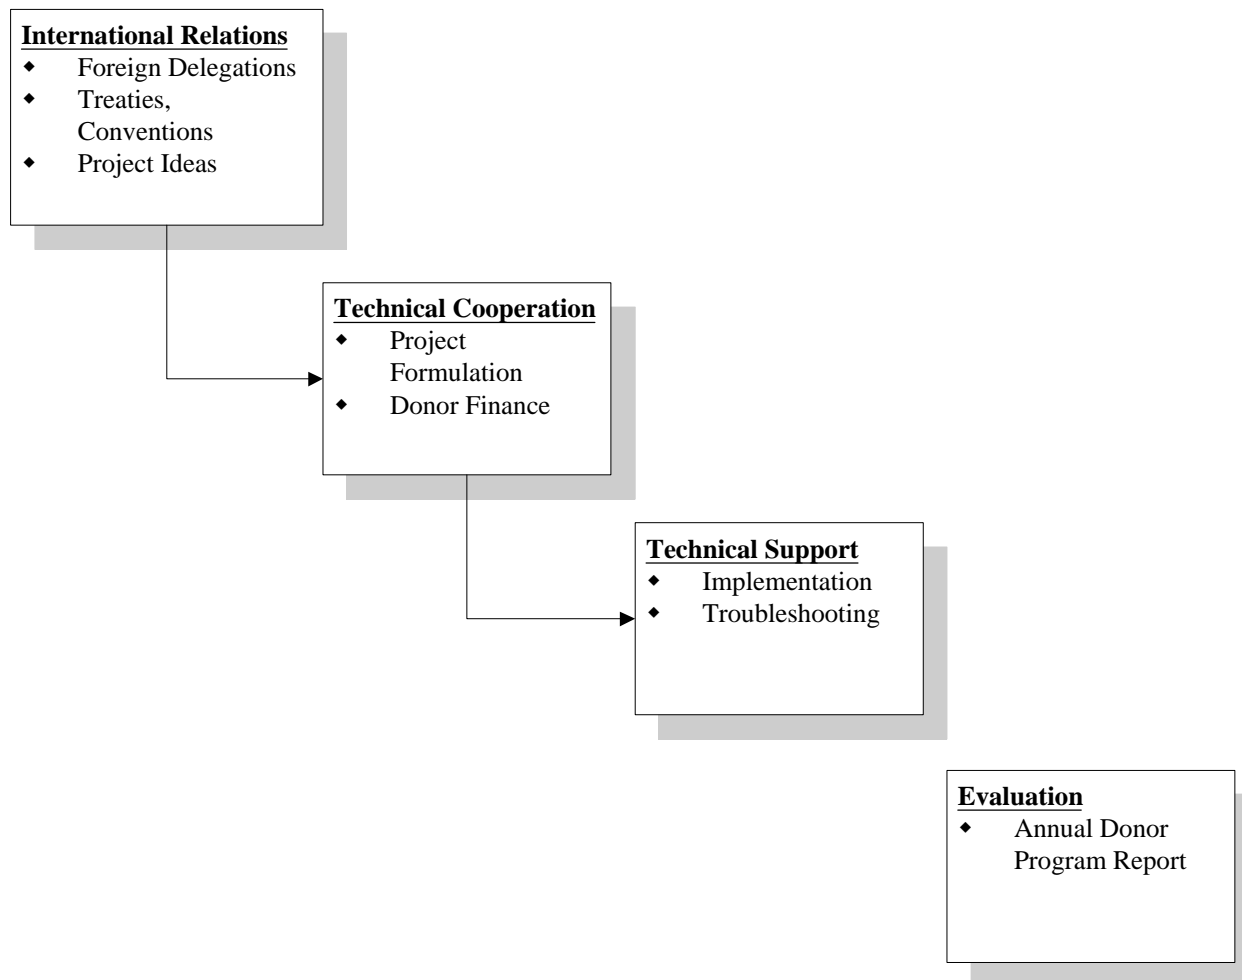 International Relations
◆ Foreign Delegations
◆ Treaties,
Conventions
◆ Project Ideas
Technical Cooperation
◆ Project
Formulation
◆ Donor Finance
Technical Support
◆ Implementation
◆ Troubleshooting
Evaluation
◆ Annual Donor
Program Report